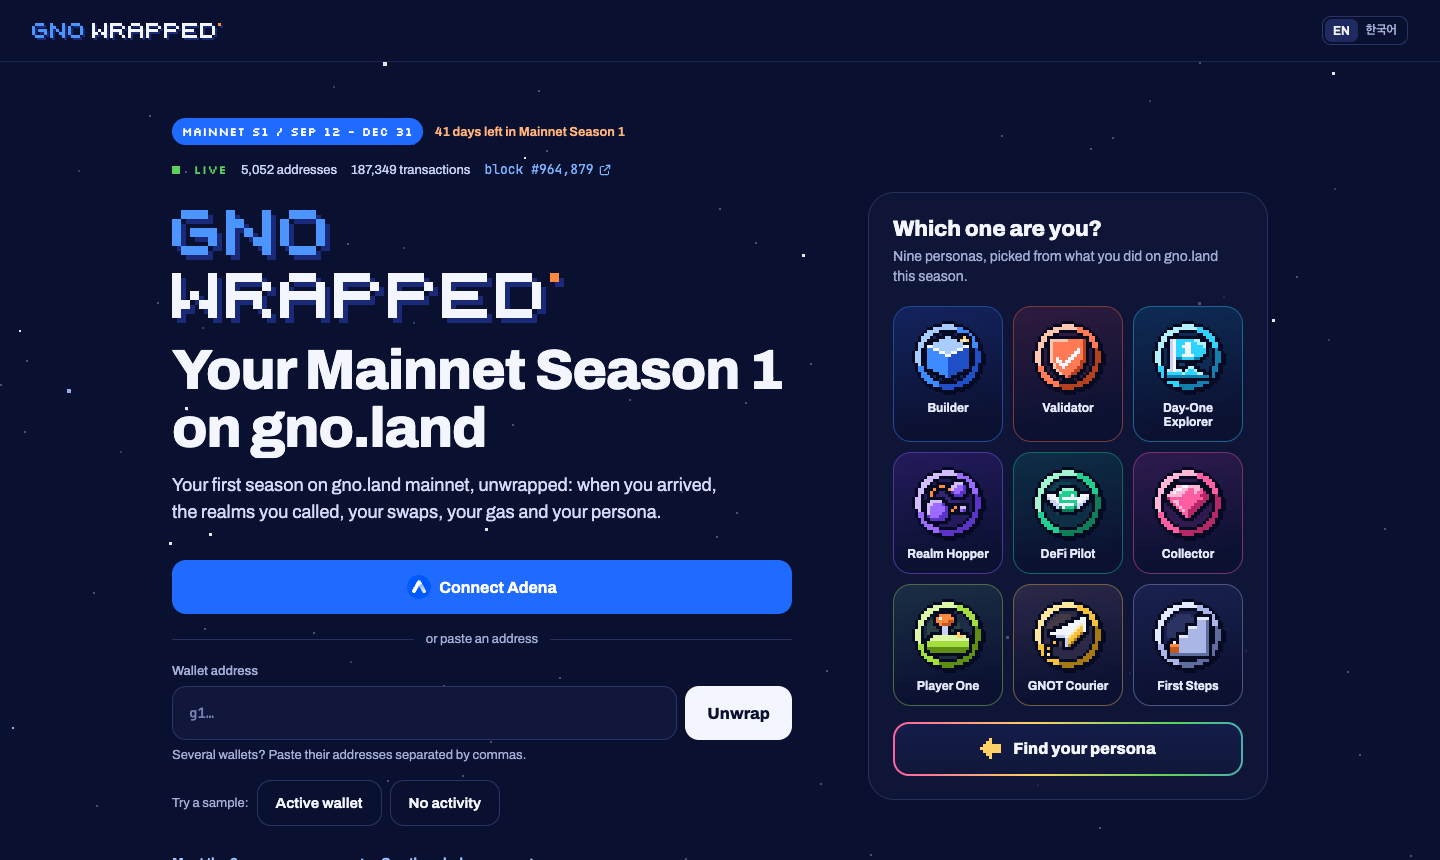 GNO WRAPPED
EN 한국어
MAINNET S1 / SEP 12 - DEC 31
41 days left in Mainnet Season 1
LIVE 5,052 addresses 187,349 transactions block #964,879
GNO
WRAPPED
Your Mainnet Season 1
on gno.land
Your first season on gno.land mainnet, unwrapped: when you arrived,
the realms you called, your swaps, your gas and your persona.
Connect Adena
or paste an address
Wallet address
g1…
Unwrap
Several wallets? Paste their addresses separated by commas.
Try a sample: Active wallet No activity
Which one are you?
Nine personas, picked from what you did on gno.land
this season.
1
Builder Validator Day-One
Explorer
Realm Hopper DeFi Pilot Collector
Player One GNOT Courier First Steps
Find your persona